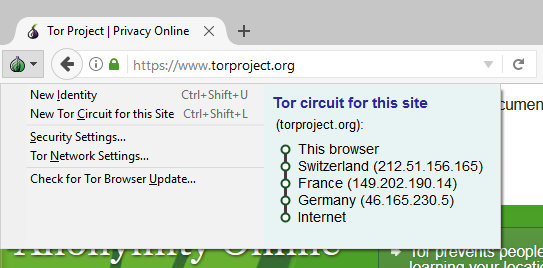 Tor Project | Privacy Online
https://www.torproject.org
New Identity Ctrl+Shift+U
New Tor Circuit for this Site Ctrl+Shift+L
Security Settings...
Tor Network Settings...
Check for Tor Browser Update...
Tor circuit for this site
(torproject.org):
This browser
Switzerland (212.51.156.165)
France (149.202.190.14)
Germany (46.165.230.5)
Internet
Anonymity Online
Tor prevents people
learning your location